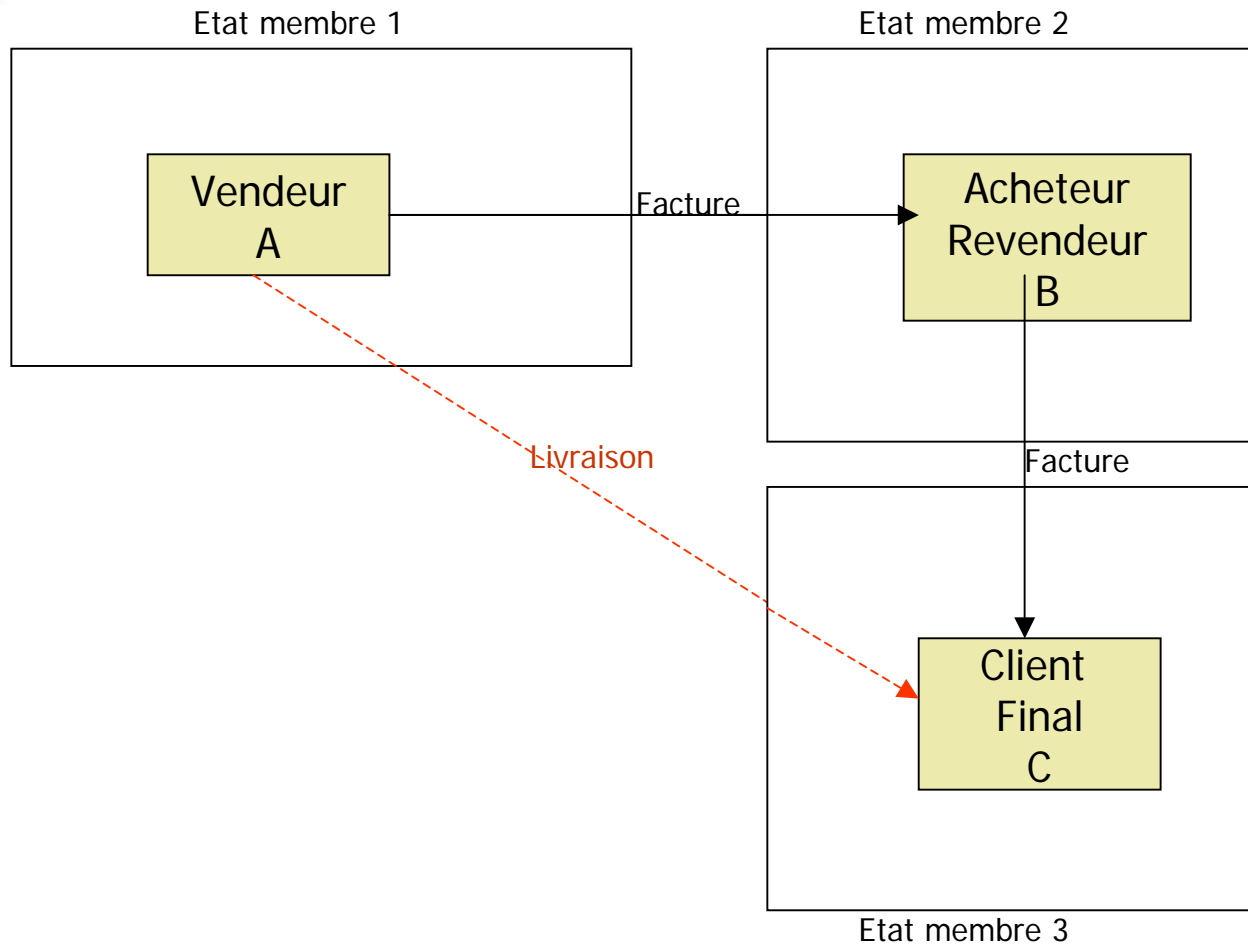 Etat membre 1
Etat membre 2
Vendeur
A
Facture
Acheteur
Revendeur
B
Livraison
Facture
Client
Final
C
Etat membre 3